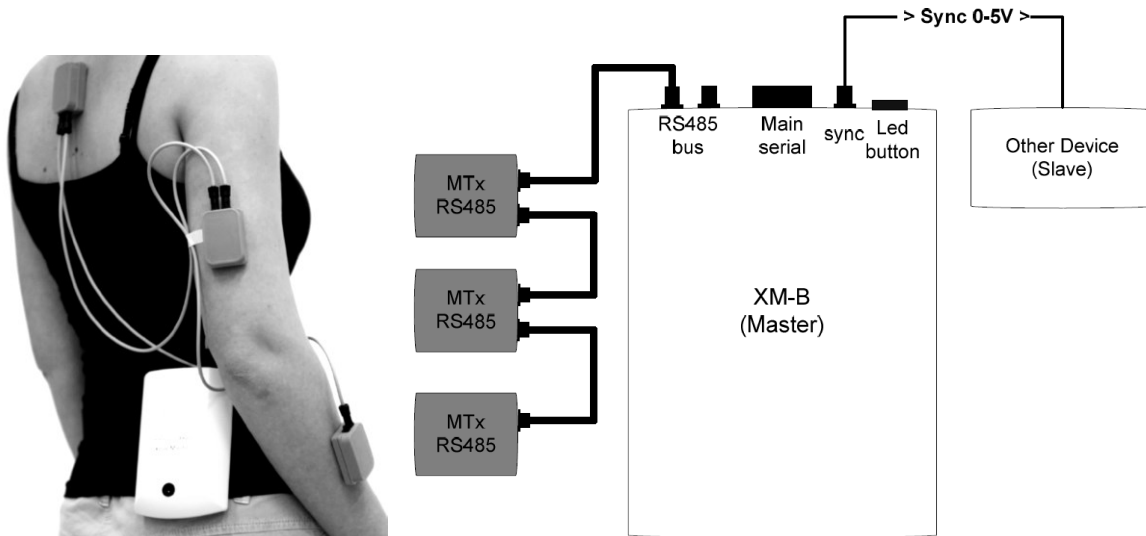 > Sync 0-5V >
RS485
bus
Main
serial
sync
Led
button
Other Device
(Slave)
MTx
RS485
MTx
RS485
MTx
RS485
XM-B
(Master)